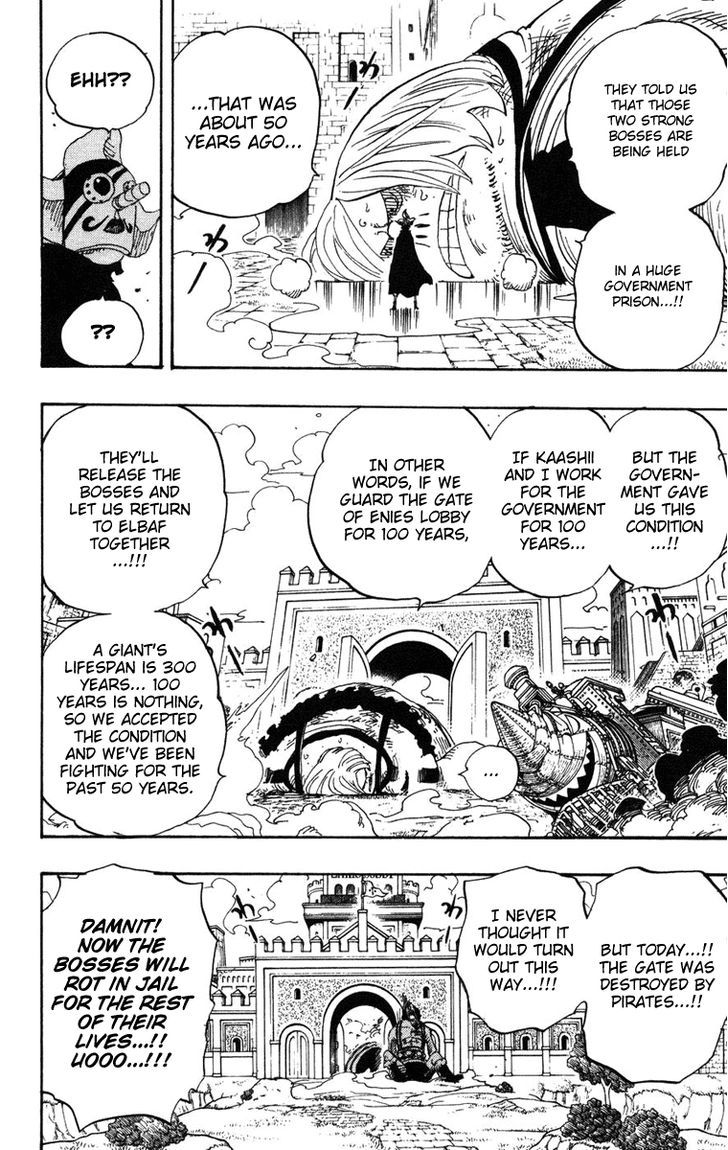 THEY TOLD US
THAT THOSE
TWO STRONG
BOSSES ARE
BEING HELD
IN A HUGE
GOVERNMENT
PRISON...!!
...THAT WAS
ABOUT 50
YEARS AGO...
EHH??
??
BUT THE
GOVERN-
MENT GAVE
US THIS
CONDITION
...!!
IF KAASHII
AND I WORK
FOR THE
GOVERNMENT
FOR 100
YEARS...
IN OTHER
WORDS, IF WE
GUARD THE GATE
OF ENIES LOBBY
FOR 100 YEARS,
THEY'LL
RELEASE THE
BOSSES AND
LET US RETURN
TO ELBAF
TOGETHER
...!!!
A GIANT'S
LIFESPAN IS 300
YEARS... 100
YEARS IS NOTHING,
SO WE ACCEPTED
THE CONDITION
AND WE'VE BEEN
FIGHTING FOR THE
PAST 50 YEARS.
...
BUT TODAY...!!
THE GATE WAS
DESTROYED BY
PIRATES...!!
I NEVER
THOUGHT IT
WOULD TURN
OUT THIS
WAY...!!!
DAMNIT!
NOW THE
BOSSES WILL
ROT IN JAIL
FOR THE REST
OF THEIR
LIVES...!!
UOOO...!!!